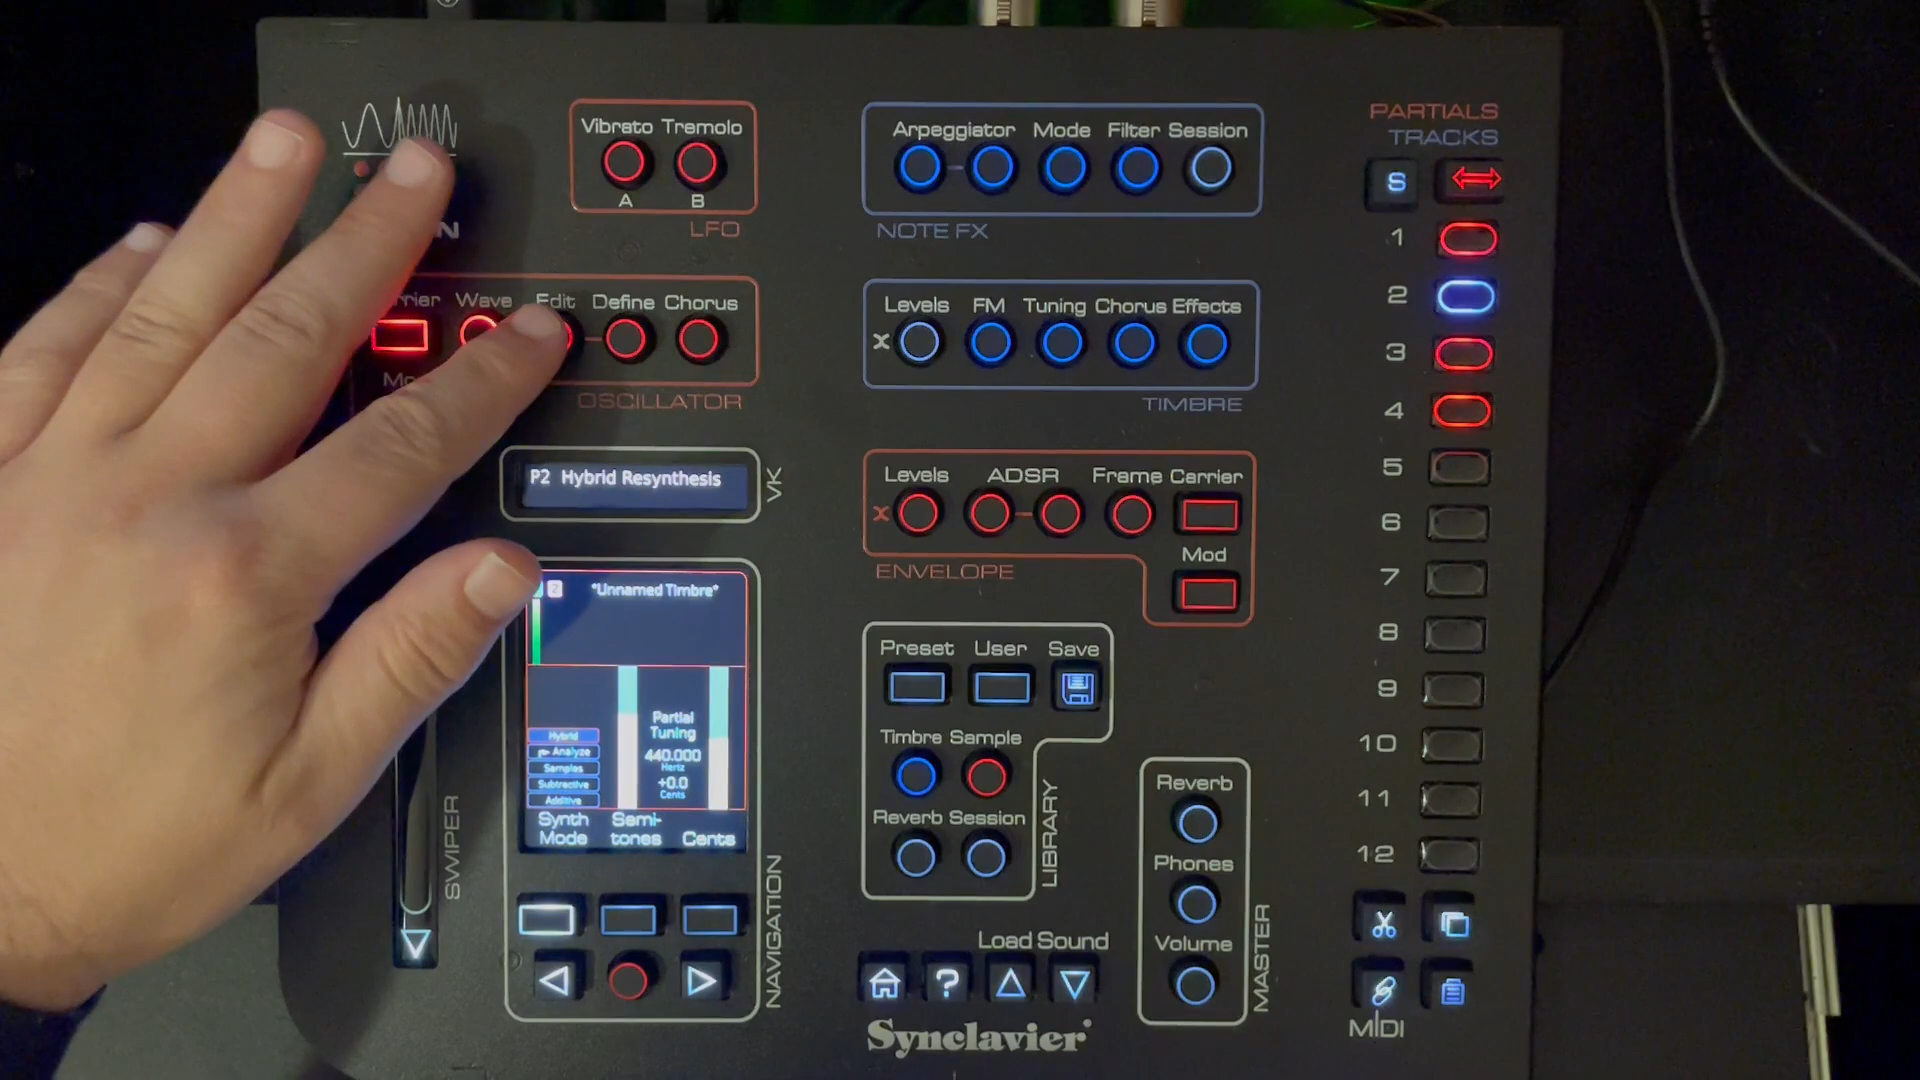 Vibrato Tremolo
A B
LFO
Wave Edit Define Chorus
OSCILLATOR
P2 Hybrid Resynthesis
VK
2 *Unnamed Timbre*
Partial
Tuning
440.000
Hertz
+0.0
Cents
Hybrid
Analyze
Samples
Subtractive
Additive
Synth
Mode
Semi-
tones
Cents
SWIPER
NAVIGATION
Arpeggiator Mode Filter Session
NOTE FX
Levels FM Tuning Chorus Effects
X
TIMBRE
Levels ADSR Frame Carrier
X
Mod
ENVELOPE
Preset User Save
Timbre Sample
Reverb Session
LIBRARY
Load Sound
?
Synclavier
Reverb
Phones
Volume
MASTER
PARTIALS
TRACKS
S
1
2
3
4
5
6
7
8
9
10
11
12
MIDI